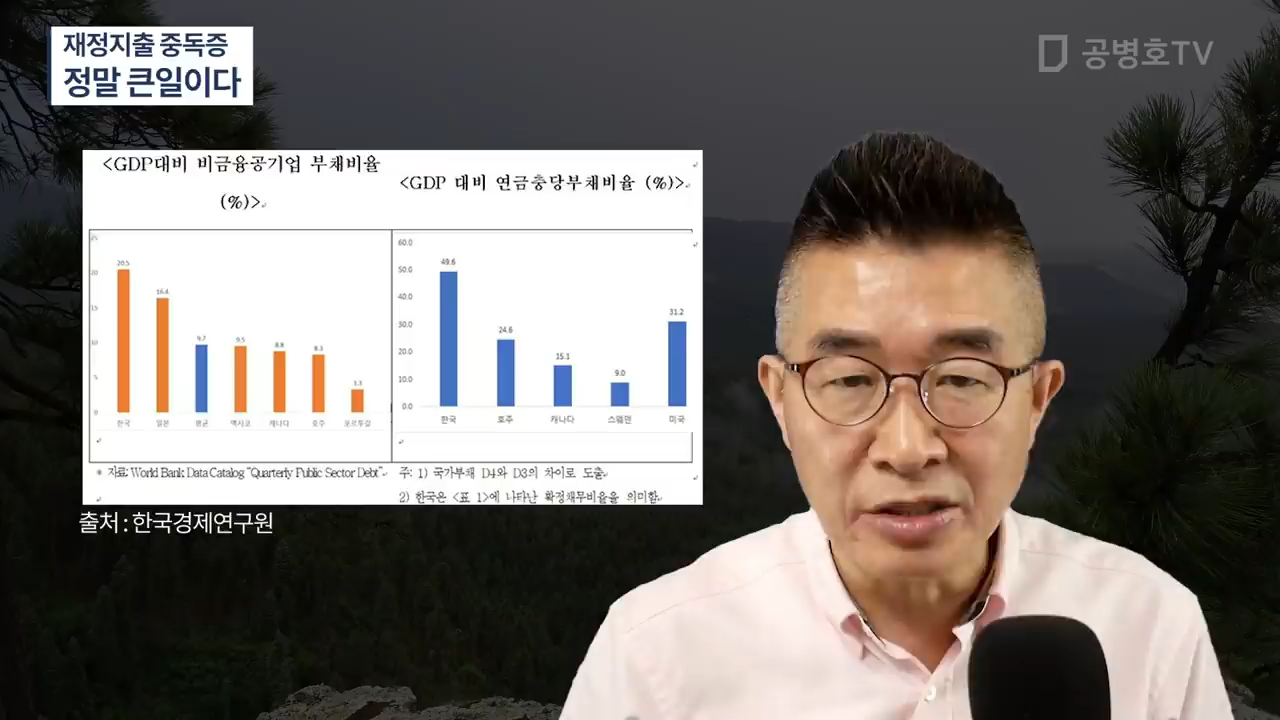 재정지출 중독증
정말 큰일이다
공병호TV
<GDP대비 비금융공기업 부채비율
(%)>
25
20
15
10
5
0
20.5
16.4
9.7
9.5
8.8
8.3
3.3
한국 일본 평균 멕시코 캐나다 호주 포르투갈
* 자료: World Bank Data Catalog "Quarterly Public Sector Debt"
<GDP 대비 연금충당부채비율 (%)>
60.0
50.0
40.0
30.0
20.0
10.0
0.0
49.6
24.6
15.1
9.0
31.2
한국 호주 캐나다 스웨덴 미국
주: 1) 국가부채 D4와 D3의 차이로 도출
2) 한국은 <표 1>에 나타난 확정채무비율을 의미함
출처 : 한국경제연구원